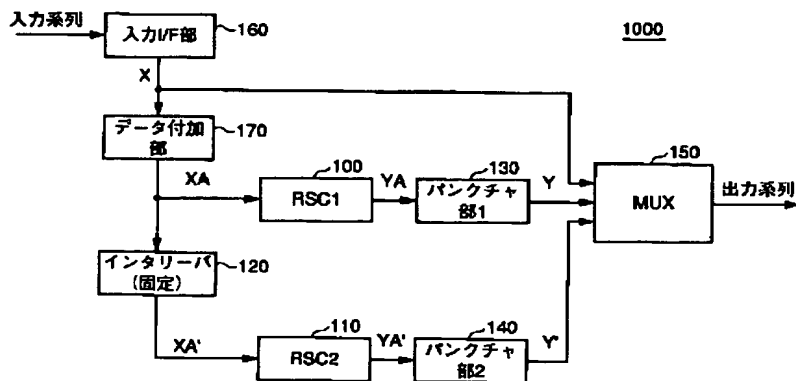 入力系列
入力I/F部
160
1000
X
データ付加
部
170
XA
100
RSC1
YA
130
パンクチャ
部1
Y
150
MUX
出力系列
インタリーバ
(固定)
120
XA'
110
RSC2
YA'
140
パンクチャ
部2
Y'